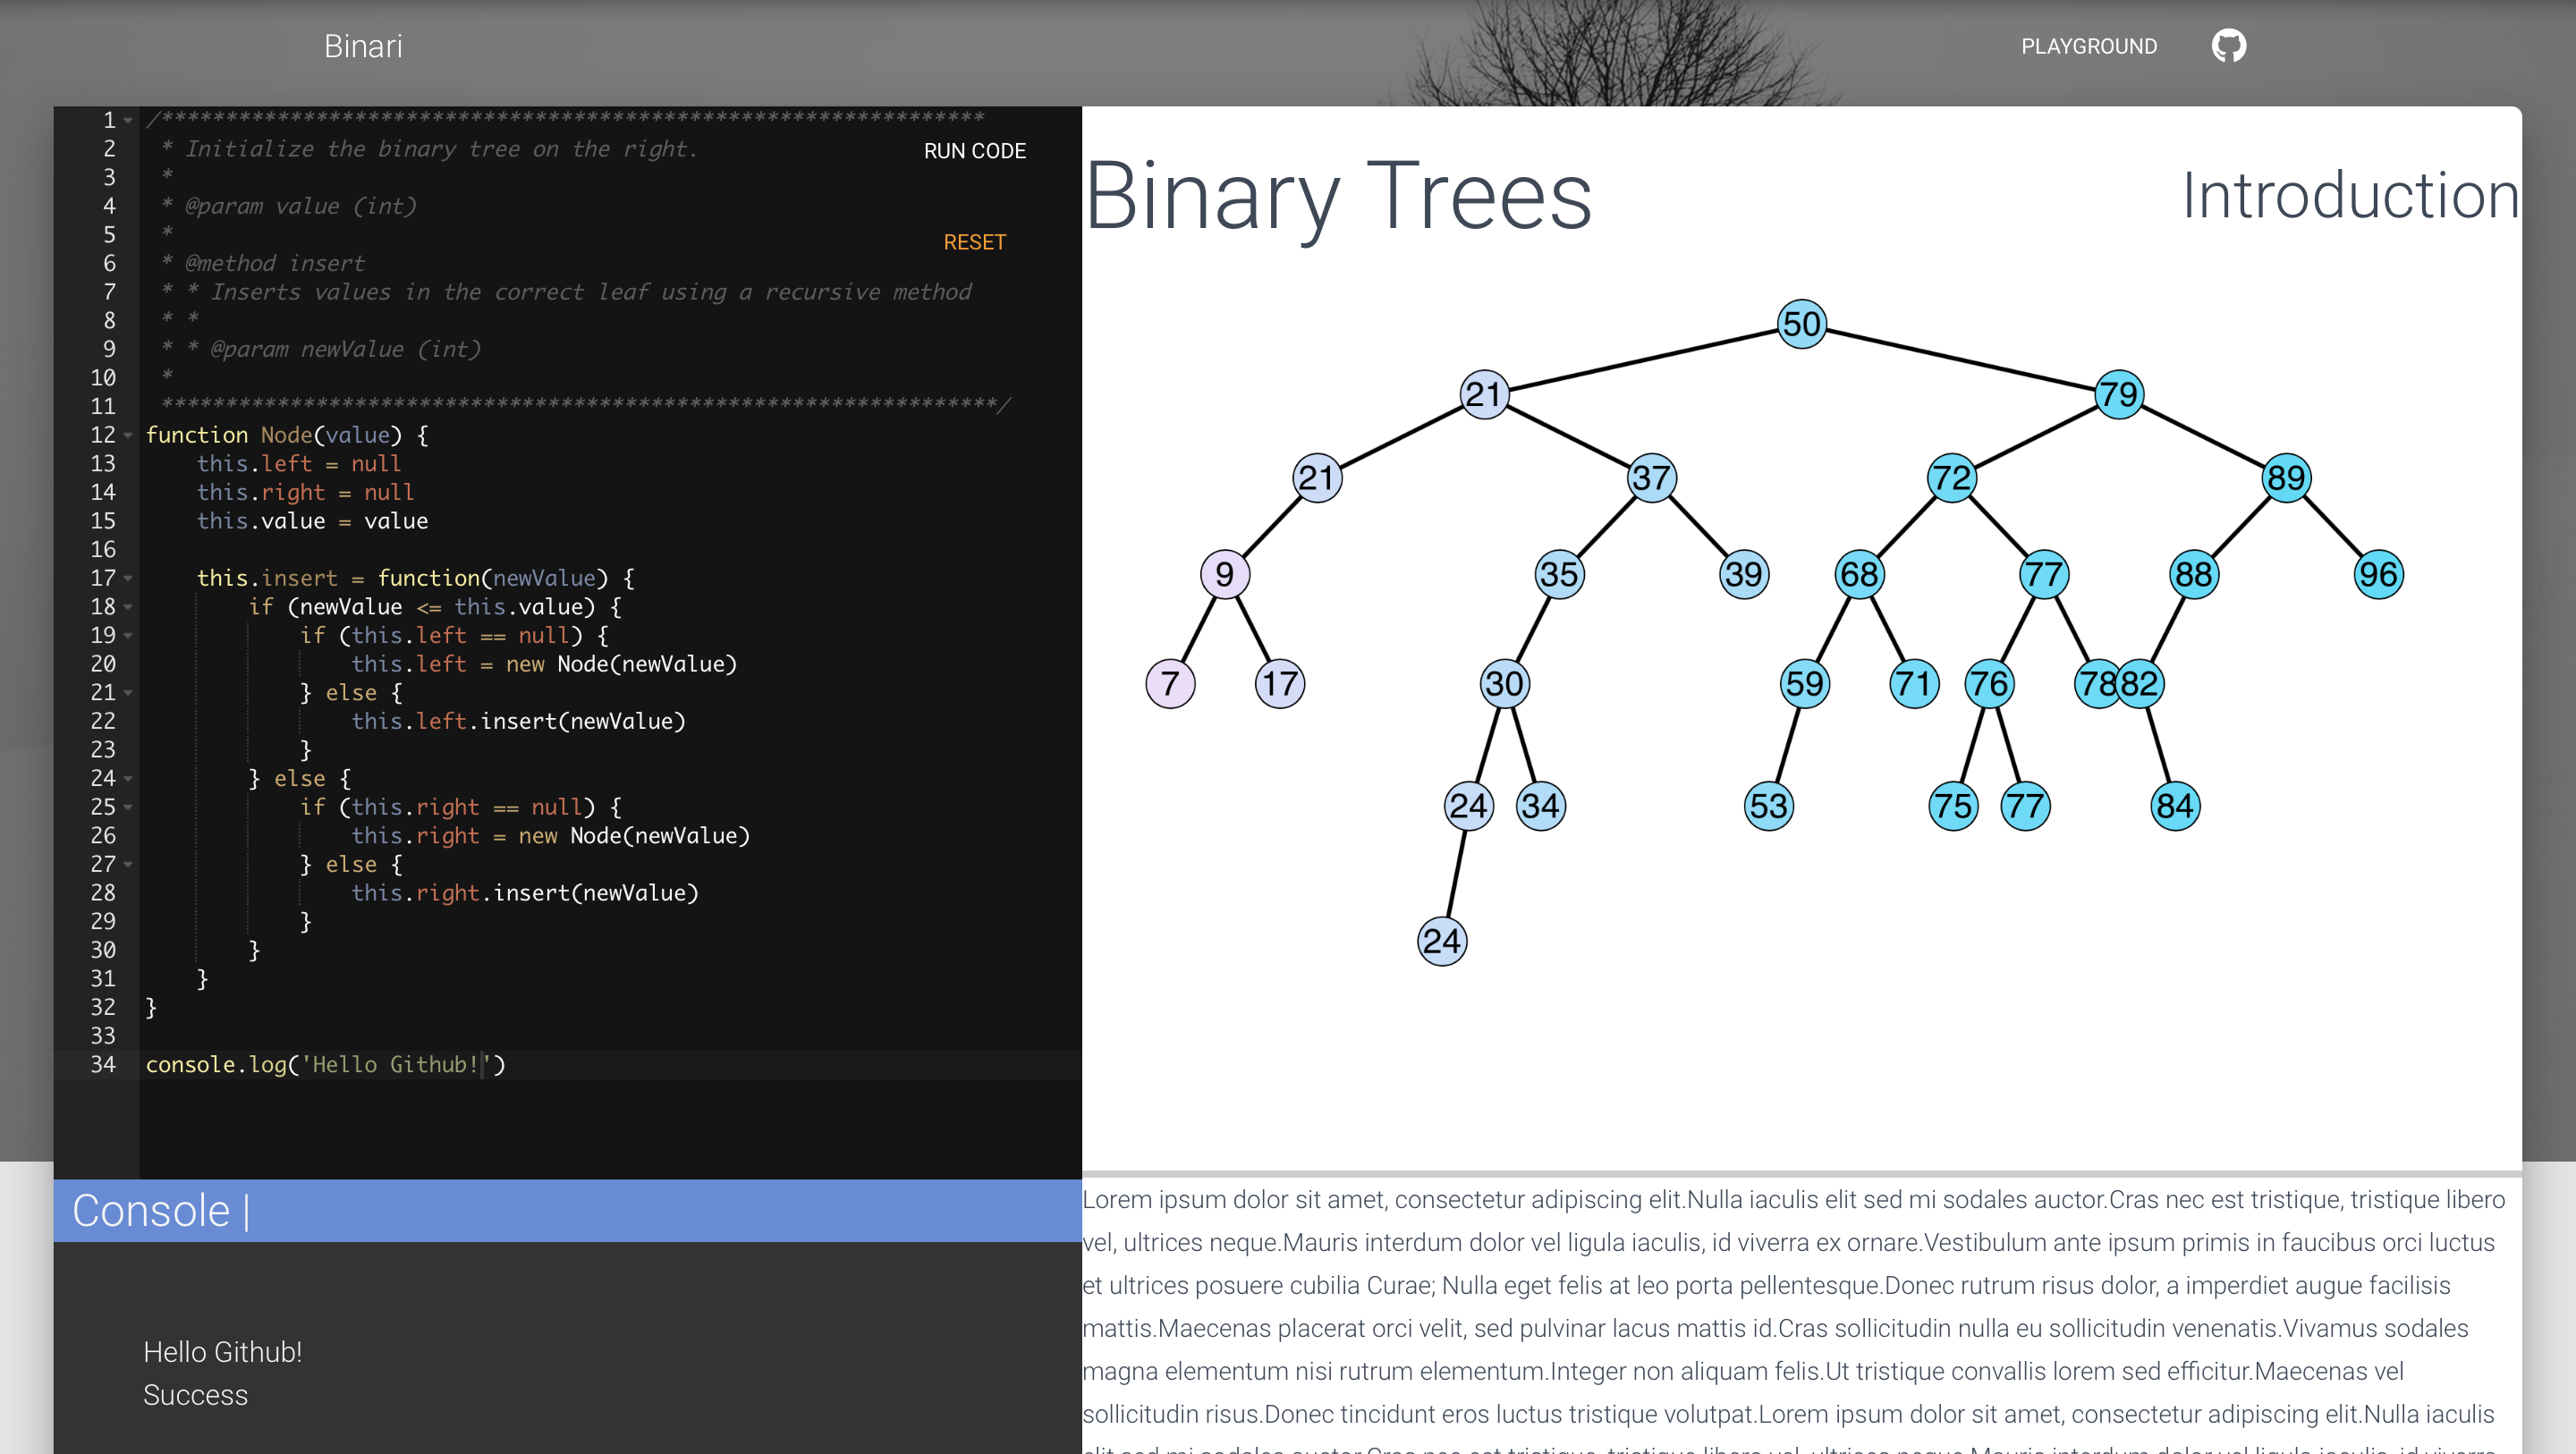 Binari
PLAYGROUND
1 /****************************************************************
2 * Initialize the binary tree on the right.
RUN CODE
3 *
4 * @param value (int)
5 *
RESET
6 * @method insert
7 * * Inserts values in the correct leaf using a recursive method
8 * *
9 * * @param newValue (int)
10 *
11 *****************************************************************/
12 function Node(value) {
13     this.left = null
14     this.right = null
15     this.value = value
16
17     this.insert = function(newValue) {
18         if (newValue <= this.value) {
19             if (this.left == null) {
20                 this.left = new Node(newValue)
21             } else {
22                 this.left.insert(newValue)
23             }
24         } else {
25             if (this.right == null) {
26                 this.right = new Node(newValue)
27             } else {
28                 this.right.insert(newValue)
29             }
30         }
31     }
32 }
33
34 console.log('Hello Github!')
Console |
Hello Github!
Success
Binary Trees
Introduction
50
21 79
21 37 72 89
9 35 39 68 77 88 96
7 17 30 59 71 76 78 82
24 34 53 75 77 84
24
Lorem ipsum dolor sit amet, consectetur adipiscing elit.Nulla iaculis elit sed mi sodales auctor.Cras nec est tristique, tristique libero
vel, ultrices neque.Mauris interdum dolor vel ligula iaculis, id viverra ex ornare.Vestibulum ante ipsum primis in faucibus orci luctus
et ultrices posuere cubilia Curae; Nulla eget felis at leo porta pellentesque.Donec rutrum risus dolor, a imperdiet augue facilisis
mattis.Maecenas placerat orci velit, sed pulvinar lacus mattis id.Cras sollicitudin nulla eu sollicitudin venenatis.Vivamus sodales
magna elementum nisi rutrum elementum.Integer non aliquam felis.Ut tristique convallis lorem sed efficitur.Maecenas vel
sollicitudin risus.Donec tincidunt eros luctus tristique volutpat.Lorem ipsum dolor sit amet, consectetur adipiscing elit.Nulla iaculis